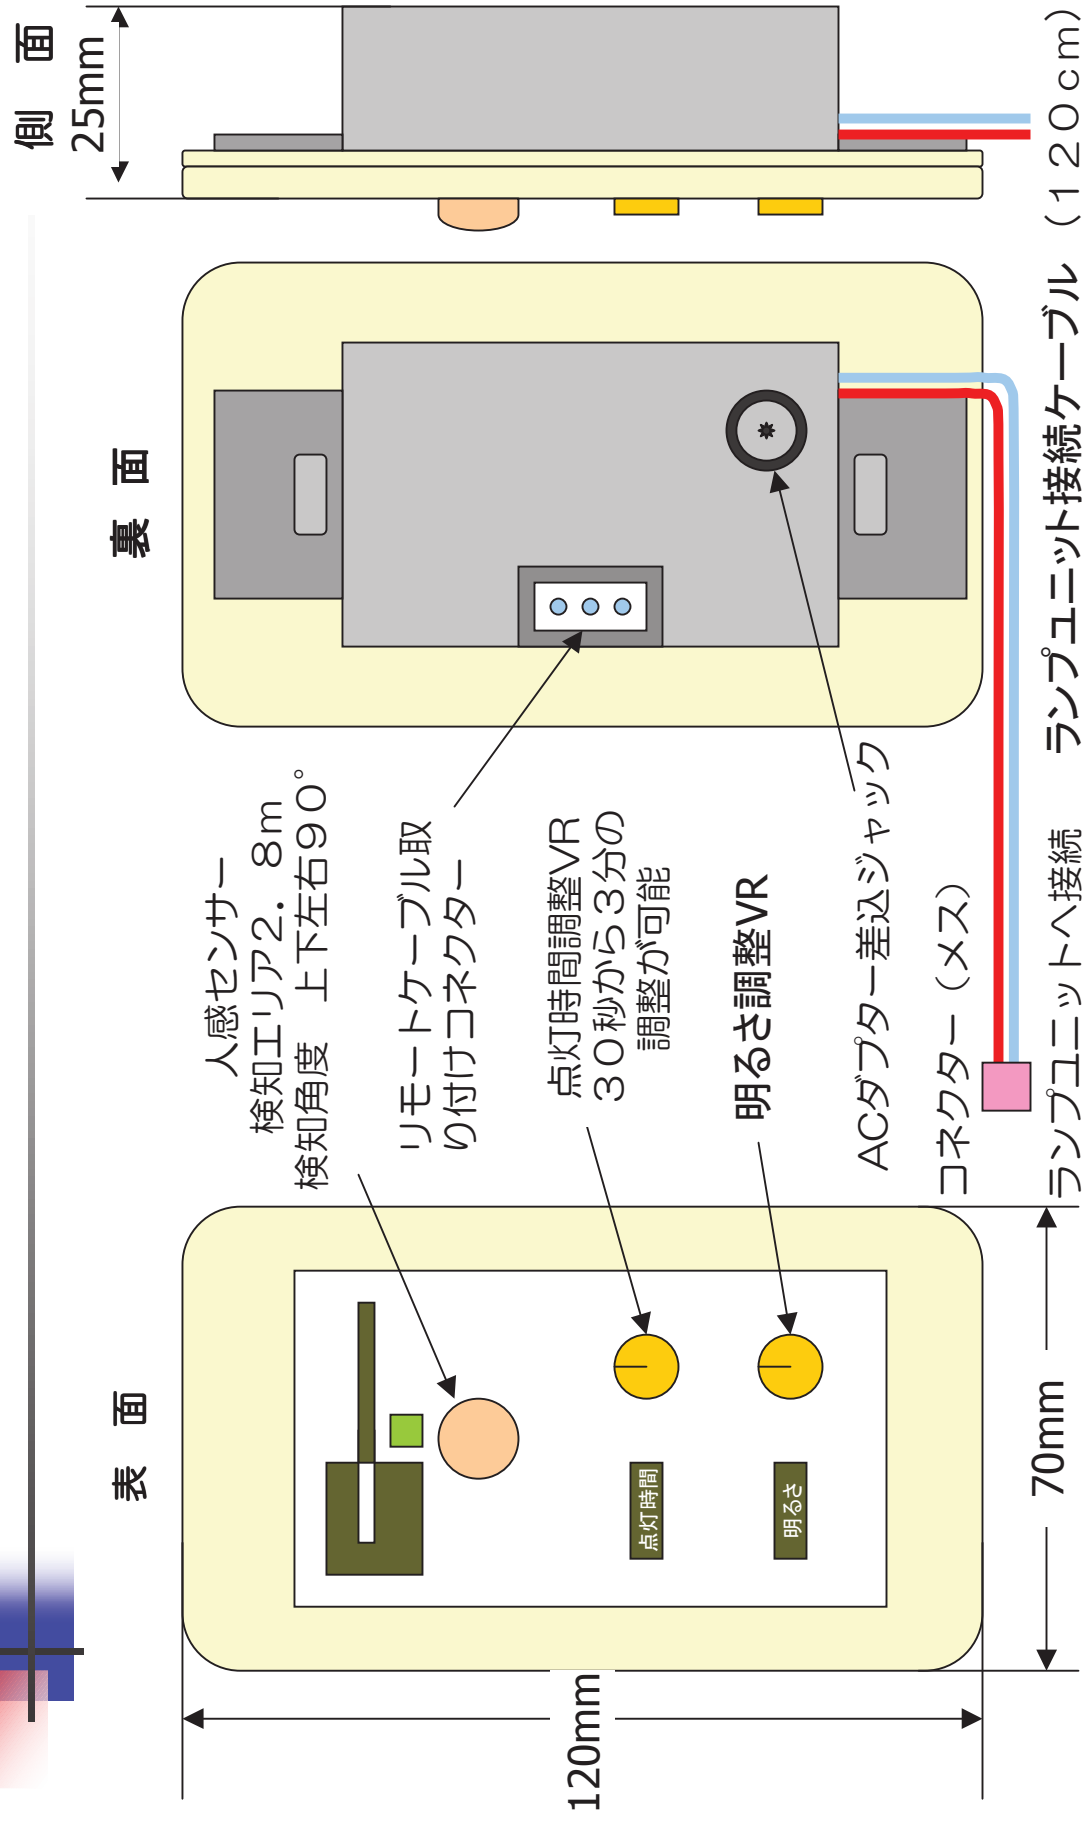 表　面
裏　面
側　面
25mm
人感センサー
検知エリア２．８ｍ
検知角度　上下左右９０°
リモートケーブル取
り付けコネクター
点灯時間調整VR
３０秒から３分の
調整が可能
明るさ調整VR
ACダプター差込ジャック
コネクター（メス）
ランプユニットへ接続
ランプユニット接続ケーブル（１２０ｃｍ）
点灯時間
明るさ
120mm
70mm